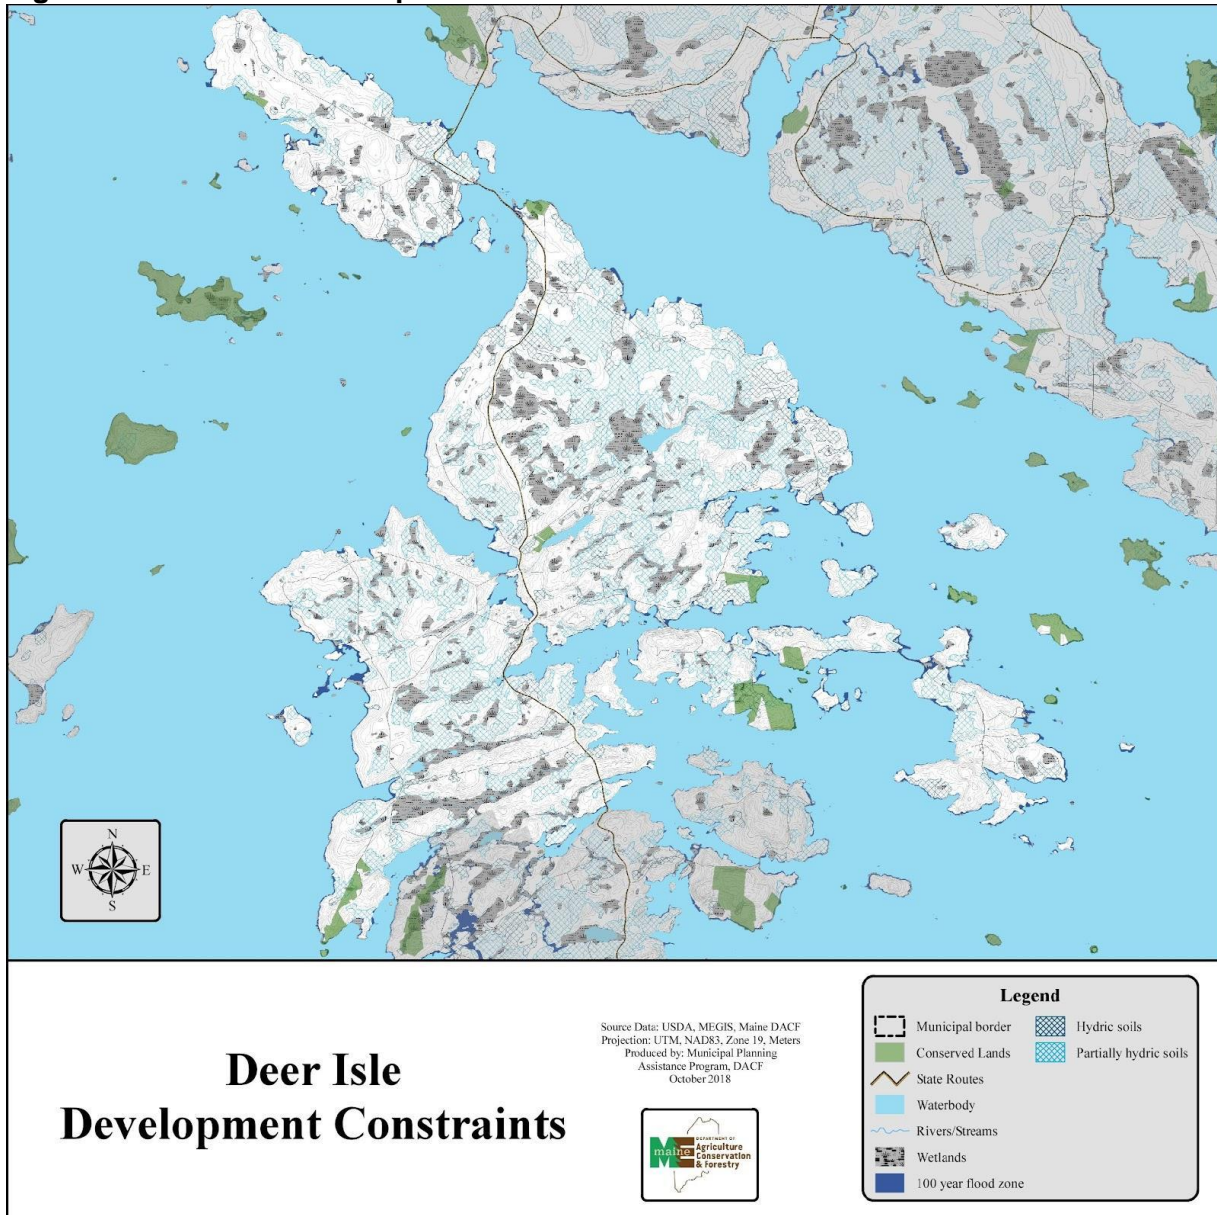 N
W E
S
Deer Isle
Development Constraints
Source Data: USDA, MEGIS, Maine DACF
Projection: UTM, NAD83, Zone 19, Meters
Produced by: Municipal Planning
Assistance Program, DACF
October 2018
maine
DEPARTMENT OF
Agriculture
Conservation
& Forestry
Legend
Municipal border
Hydric soils
Conserved Lands
Partially hydric soils
State Routes
Waterbody
Rivers/Streams
Wetlands
100 year flood zone